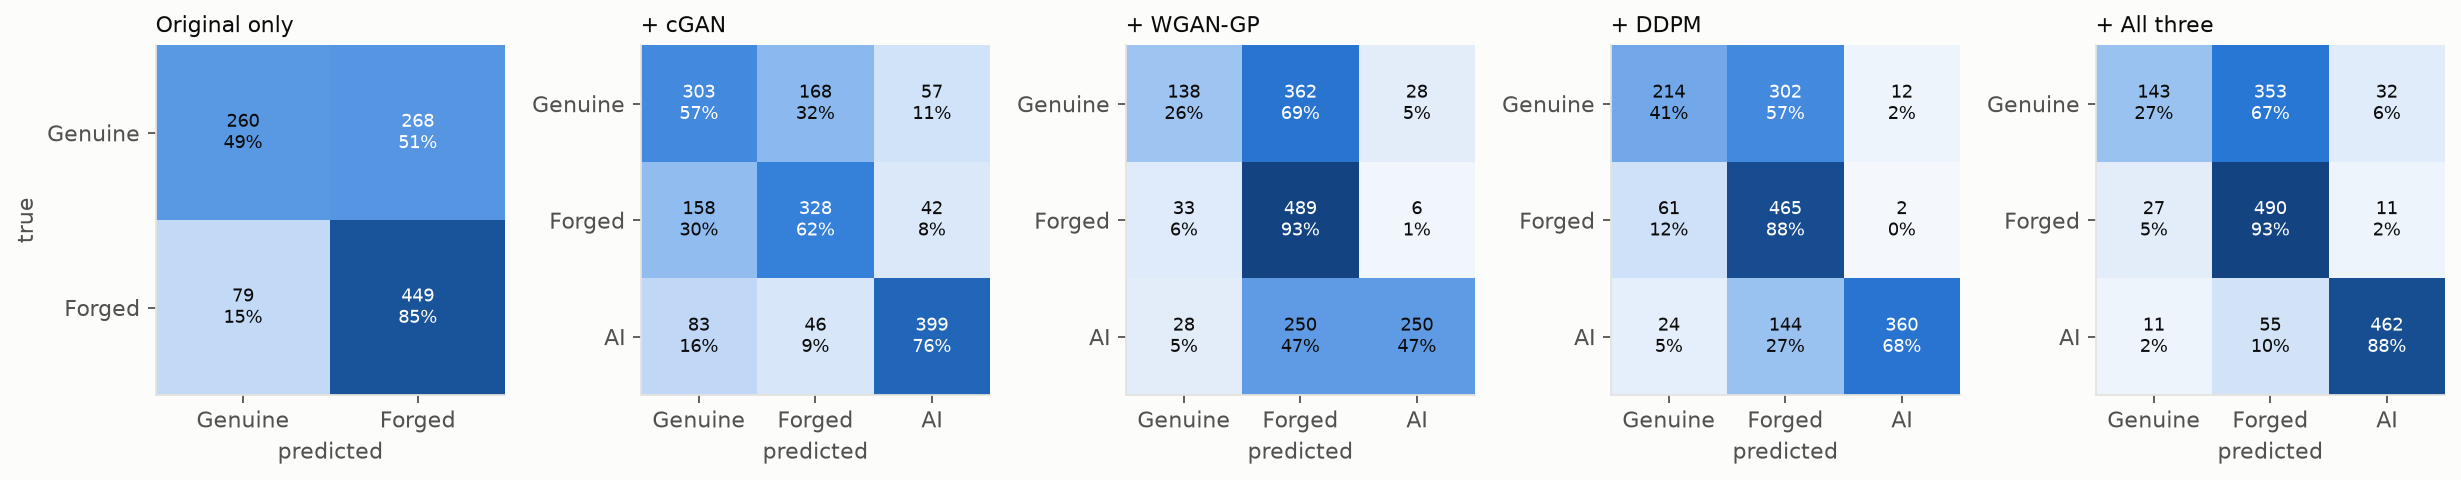 Original only
true
Genuine
260
49%
268
51%
Forged
79
15%
449
85%
Genuine
Forged
predicted
+ cGAN
Genuine
303
57%
168
32%
57
11%
Forged
158
30%
328
62%
42
8%
AI
83
16%
46
9%
399
76%
Genuine
Forged
AI
predicted
+ WGAN-GP
Genuine
138
26%
362
69%
28
5%
Forged
33
6%
489
93%
6
1%
AI
28
5%
250
47%
250
47%
Genuine
Forged
AI
predicted
+ DDPM
Genuine
214
41%
302
57%
12
2%
Forged
61
12%
465
88%
2
0%
AI
24
5%
144
27%
360
68%
Genuine
Forged
AI
predicted
+ All three
Genuine
143
27%
353
67%
32
6%
Forged
27
5%
490
93%
11
2%
AI
11
2%
55
10%
462
88%
Genuine
Forged
AI
predicted